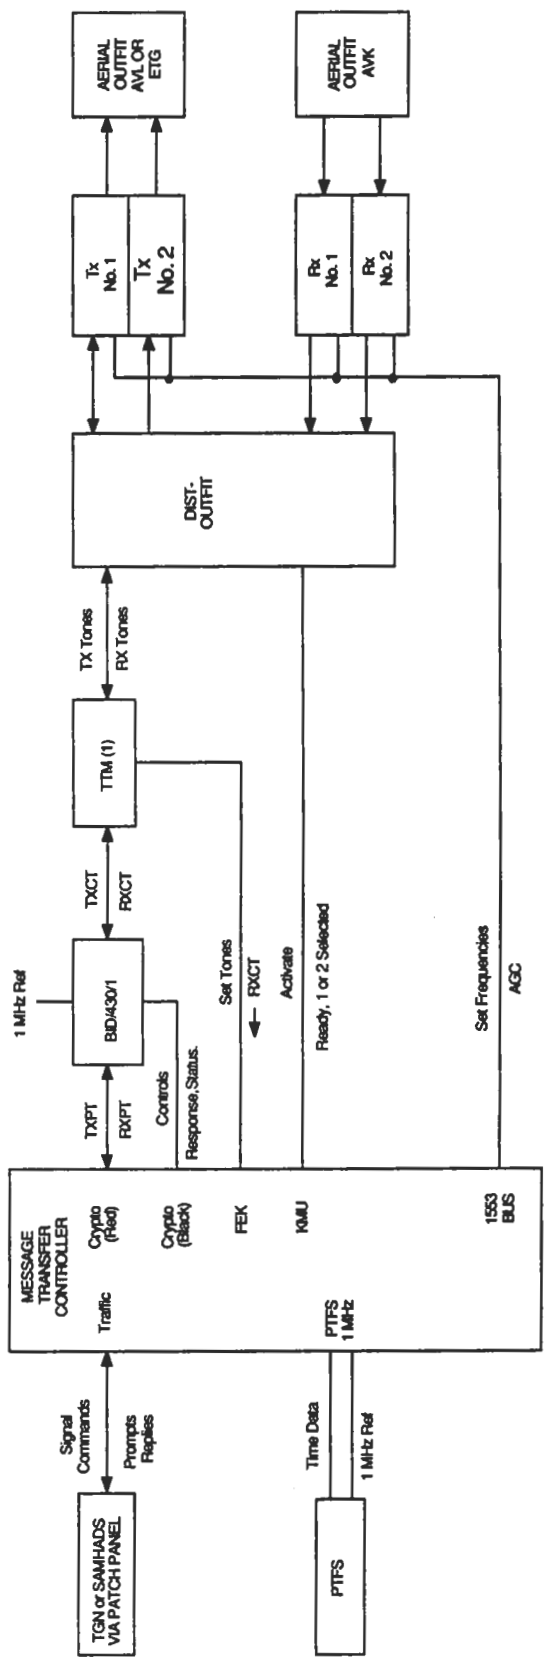 TGN or SAMHADS
VIA PATCH PANEL
Signal
Commands
Prompts
Replies
PTFS
Time Data
1 MHz Ref
MESSAGE
TRANSFER
CONTROLLER
Traffic
PTFS
1 MHz
Crypto
(Red)
Crypto
(Black)
FEK
KMU
1553
BUS
TXPT
RXPT
Controls
Response, Status.
1 MHz Ref
BID/430/1
TXCT
RXCT
Set Tones
RXCT
Activate
Ready, 1 or 2 Selected
Set Frequencies
AGC
TTM (1)
TX Tones
RX Tones
DIST-
OUTFIT
Tx
No. 1
Tx
No. 2
Rx
No. 1
Rx
No. 2
AERIAL
OUTFIT
AVL OR
ETG
AERIAL
OUTFIT
AVK